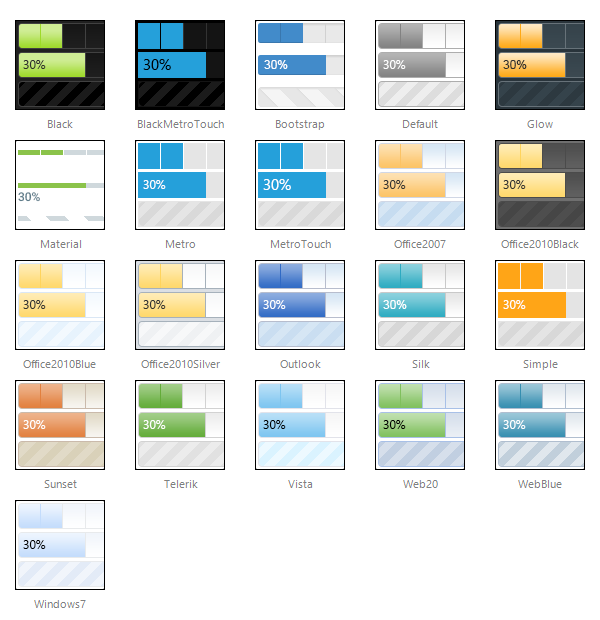 30% 30% 30% 30% 30%
Black BlackMetroTouch Bootstrap Default Glow
30% 30% 30% 30% 30%
Material Metro MetroTouch Office2007 Office2010Black
30% 30% 30% 30% 30%
Office2010Blue Office2010Silver Outlook Silk Simple
30% 30% 30% 30% 30%
Sunset Telerik Vista Web20 WebBlue
30%
Windows7